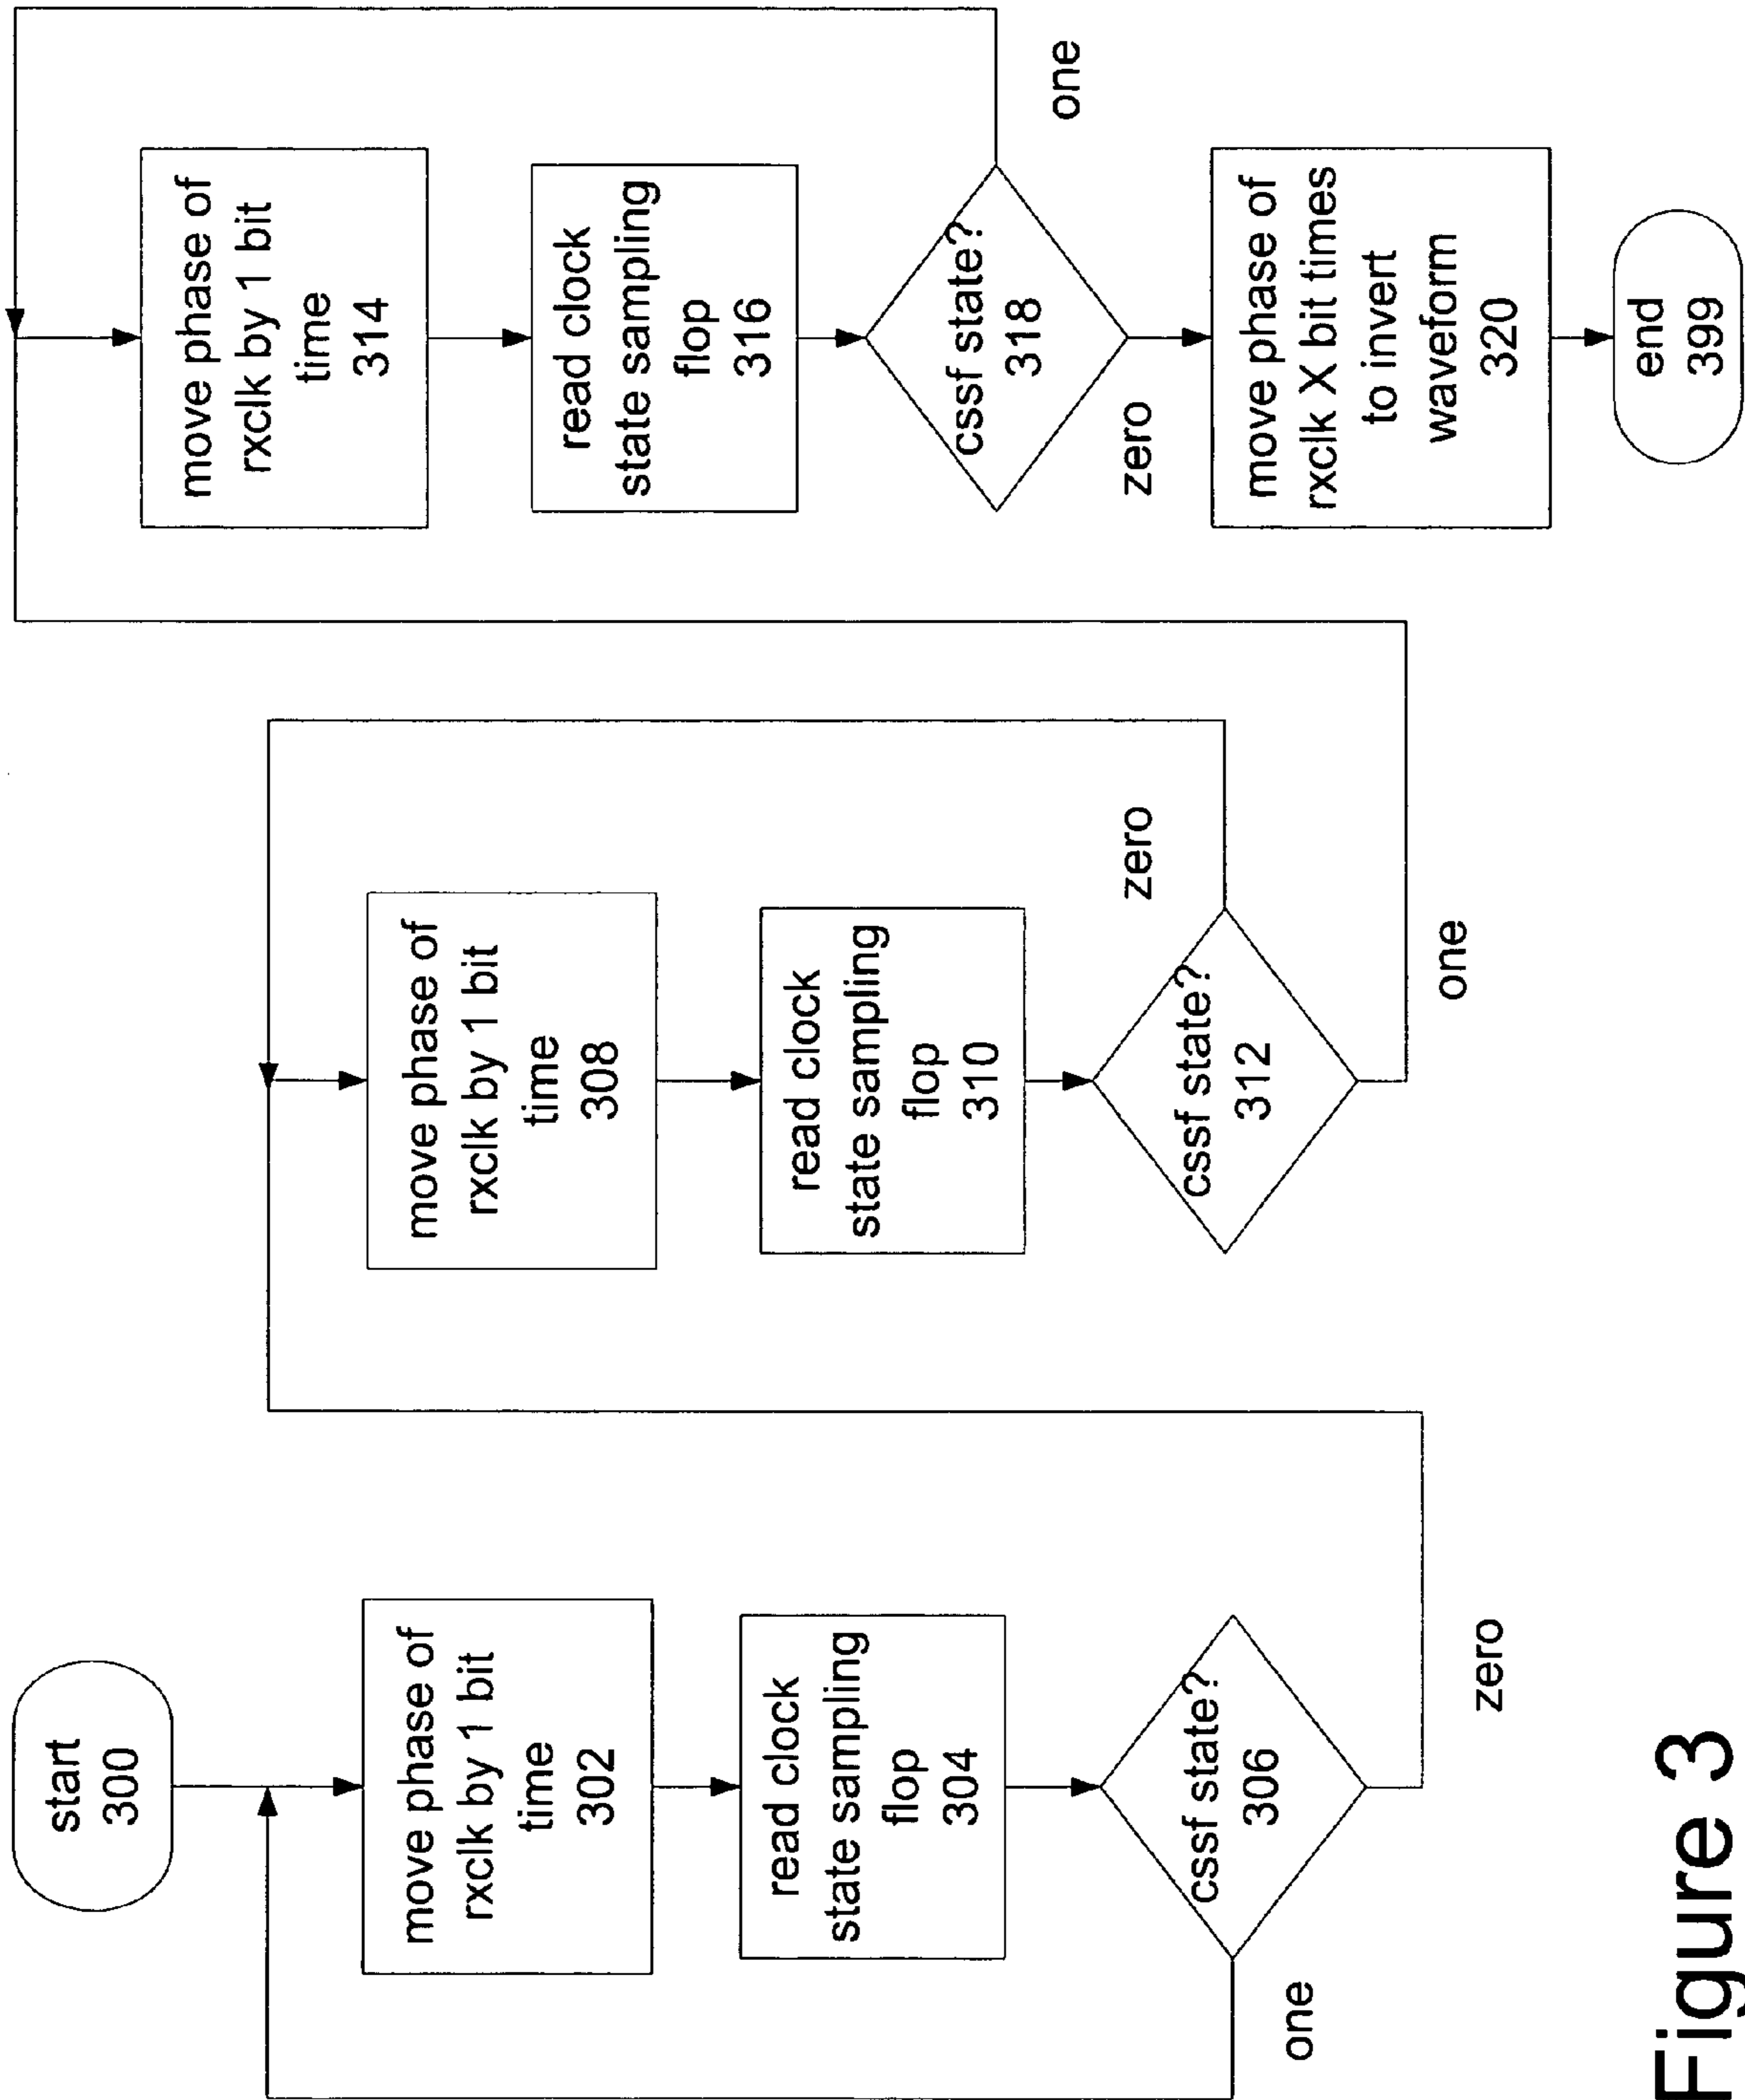 start
300
move phase of
rxclk by 1 bit
time
302
read clock
state sampling
flop
304
cssf state?
306
one
zero
move phase of
rxclk by 1 bit
time
308
read clock
state sampling
flop
310
cssf state?
312
zero
one
move phase of
rxclk by 1 bit
time
314
read clock
state sampling
flop
316
cssf state?
318
one
zero
move phase of
rxclk X bit times
to invert
waveform
320
end
399
Figure 3